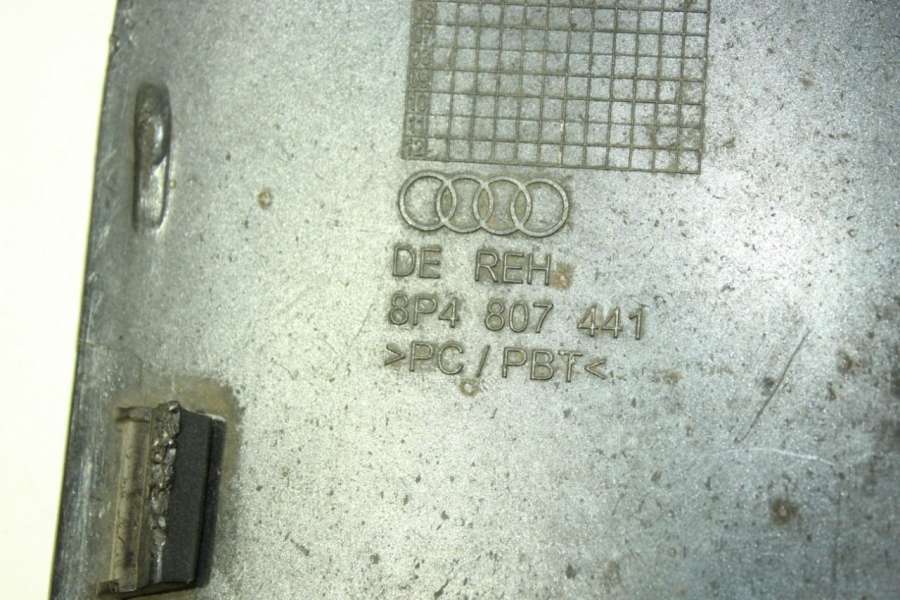 DE REH
8P4 807 441
>PC/PBT<